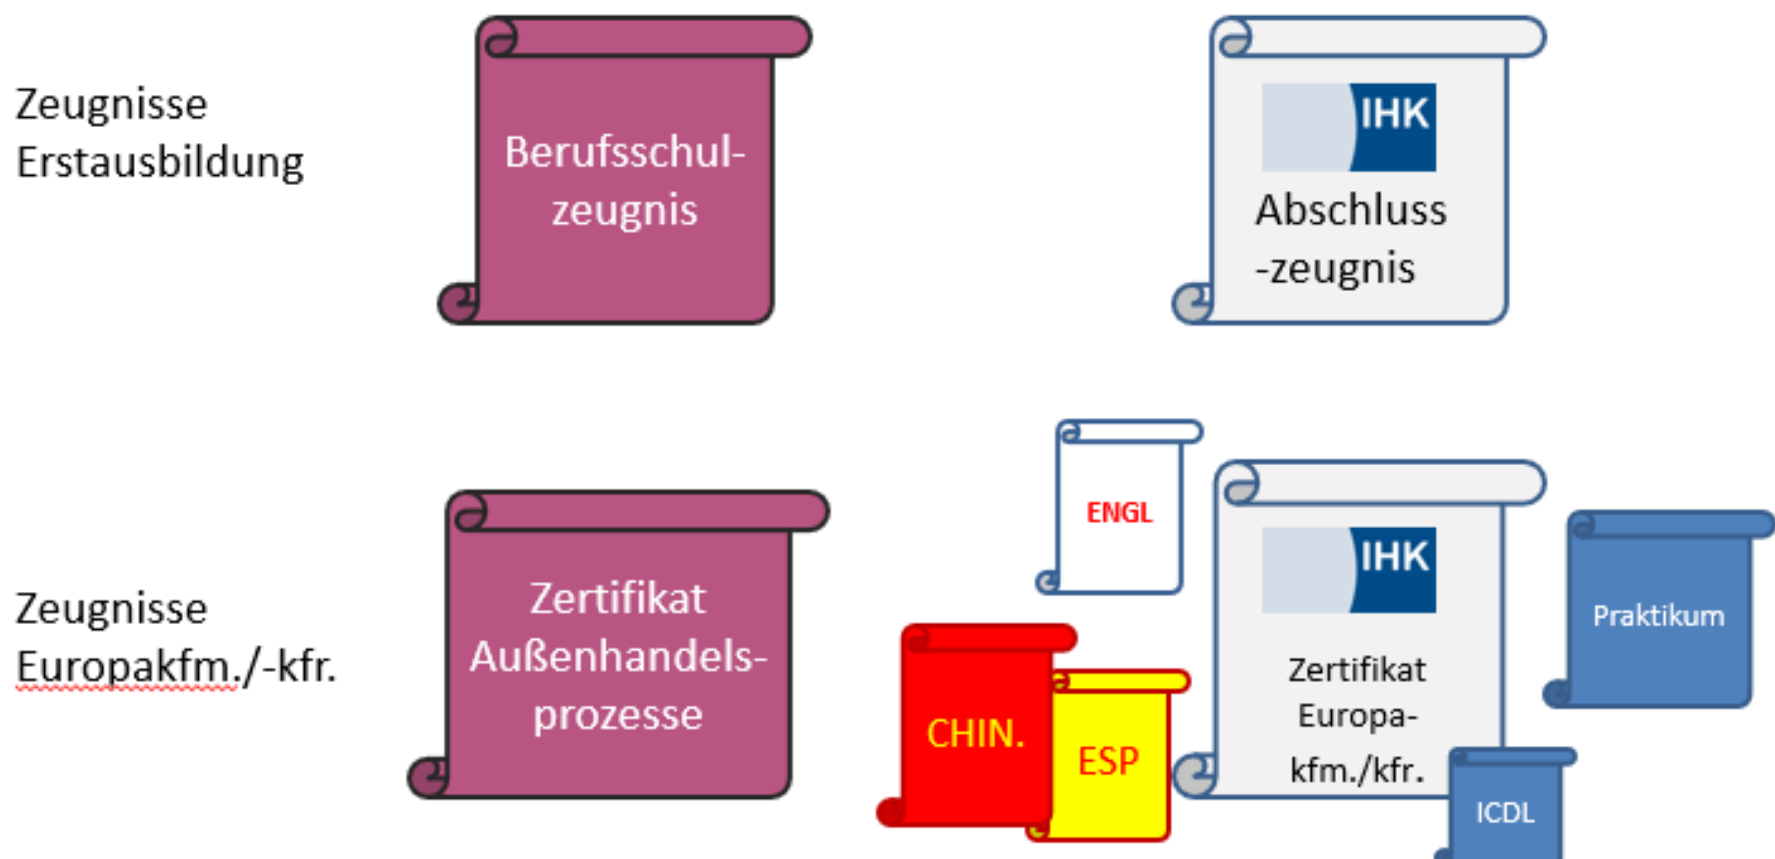 Zeugnisse
Erstausbildung
Berufsschul-
zeugnis
IHK
Abschluss
-zeugnis
Zeugnisse
Europakfm./-kfr.
Zertifikat
Außenhandels-
prozesse
ENGL
CHIN.
ESP
IHK
Zertifikat
Europa-
kfm./kfr.
Praktikum
ICDL